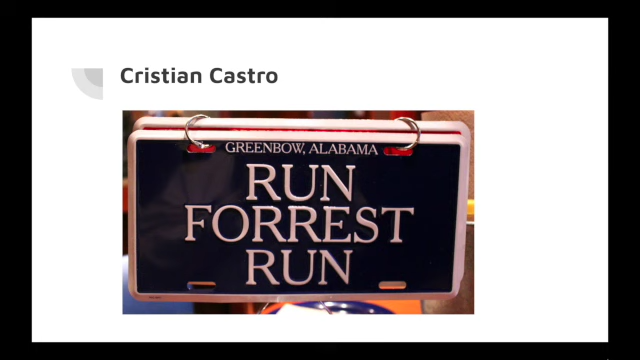 Cristian Castro
GREENBOW, ALABAMA
RUN
FORREST
RUN